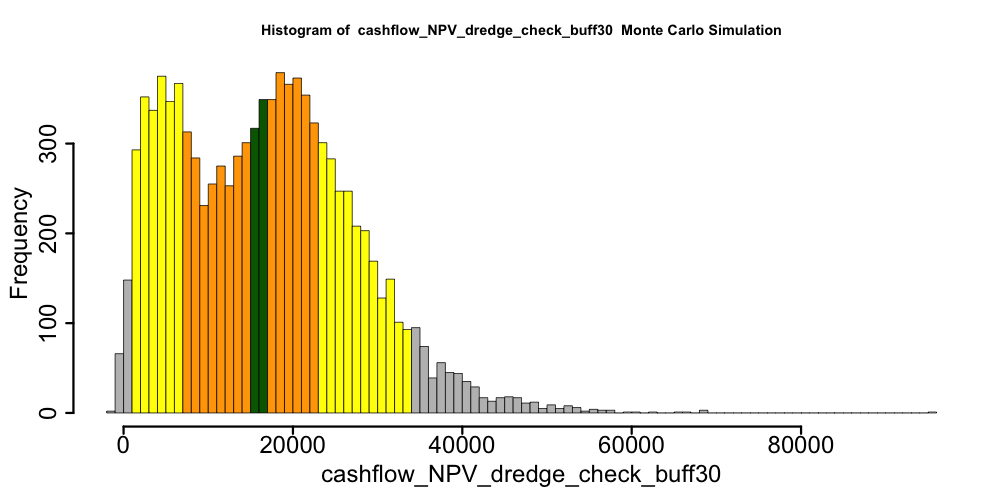 Histogram of  cashflow_NPV_dredge_check_buff30  Monte Carlo Simulation
Frequency
300
200
100
0
0 20000 40000 60000 80000
cashflow_NPV_dredge_check_buff30